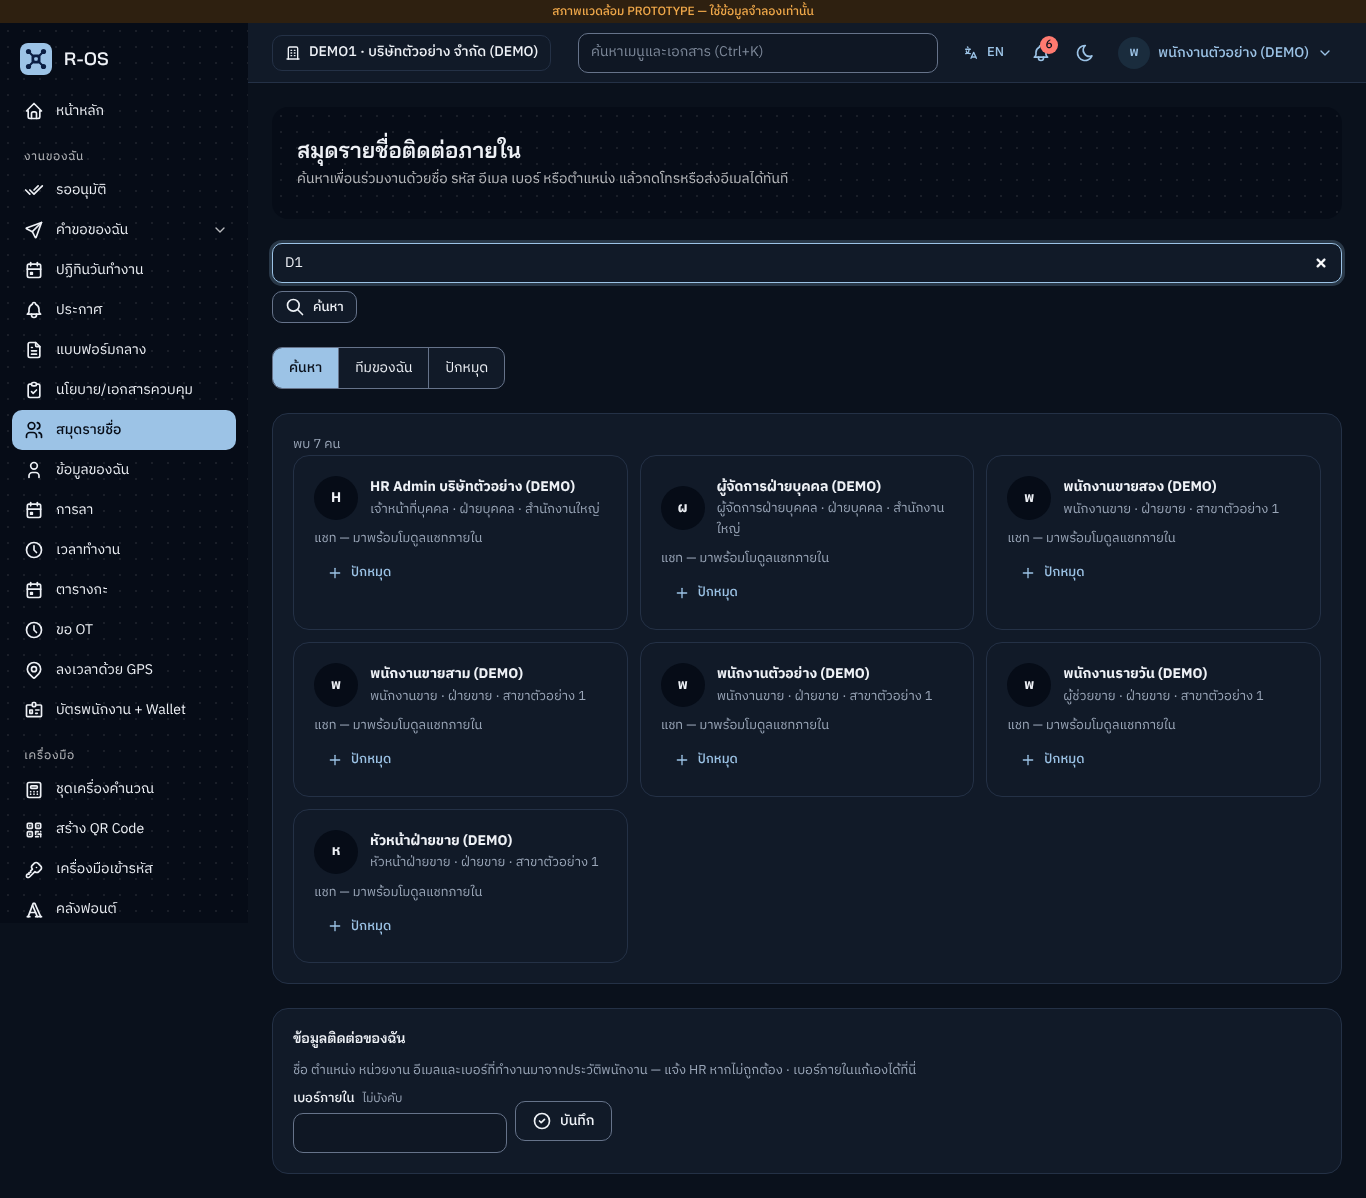 สภาพแวดล้อม PROTOTYPE — ใช้ข้อมูลจำลองเท่านั้น
R-OS
DEMO1 · บริษัทตัวอย่าง จำกัด (DEMO)
ค้นหาเมนูและเอกสาร (Ctrl+K)
EN
6
พ
พนักงานตัวอย่าง (DEMO)
หน้าหลัก
งานของฉัน
รออนุมัติ
คำขอของฉัน
ปฏิทินวันทำงาน
ประกาศ
แบบฟอร์มกลาง
นโยบาย/เอกสารควบคุม
สมุดรายชื่อ
ข้อมูลของฉัน
การลา
เวลาทำงาน
ตารางกะ
ขอ OT
ลงเวลาด้วย GPS
บัตรพนักงาน + Wallet
เครื่องมือ
ชุดเครื่องคำนวณ
สร้าง QR Code
เครื่องมือเข้ารหัส
คลังฟอนต์
สมุดรายชื่อติดต่อภายใน
ค้นหาเพื่อนร่วมงานด้วยชื่อ รหัส อีเมล เบอร์ หรือตำแหน่ง แล้วกดโทรหรือส่งอีเมลได้ทันที
D1
ค้นหา
ค้นหา
ทีมของฉัน
ปักหมุด
พบ 7 คน
H
HR Admin บริษัทตัวอย่าง (DEMO)
เจ้าหน้าที่บุคคล · ฝ่ายบุคคล · สำนักงานใหญ่
แชท — มาพร้อมโมดูลแชทภายใน
ปักหมุด
ผ
ผู้จัดการฝ่ายบุคคล (DEMO)
ผู้จัดการฝ่ายบุคคล · ฝ่ายบุคคล · สำนักงาน
ใหญ่
แชท — มาพร้อมโมดูลแชทภายใน
ปักหมุด
พ
พนักงานขายสอง (DEMO)
พนักงานขาย · ฝ่ายขาย · สาขาตัวอย่าง 1
แชท — มาพร้อมโมดูลแชทภายใน
ปักหมุด
พ
พนักงานขายสาม (DEMO)
พนักงานขาย · ฝ่ายขาย · สาขาตัวอย่าง 1
แชท — มาพร้อมโมดูลแชทภายใน
ปักหมุด
พ
พนักงานตัวอย่าง (DEMO)
พนักงานขาย · ฝ่ายขาย · สาขาตัวอย่าง 1
แชท — มาพร้อมโมดูลแชทภายใน
ปักหมุด
พ
พนักงานรายวัน (DEMO)
ผู้ช่วยขาย · ฝ่ายขาย · สาขาตัวอย่าง 1
แชท — มาพร้อมโมดูลแชทภายใน
ปักหมุด
ห
หัวหน้าฝ่ายขาย (DEMO)
หัวหน้าฝ่ายขาย · ฝ่ายขาย · สาขาตัวอย่าง 1
แชท — มาพร้อมโมดูลแชทภายใน
ปักหมุด
ข้อมูลติดต่อของฉัน
ชื่อ ตำแหน่ง หน่วยงาน อีเมลและเบอร์ที่ทำงานมาจากประวัติพนักงาน — แจ้ง HR หากไม่ถูกต้อง · เบอร์ภายในแก้เองได้ที่นี่
เบอร์ภายใน ไม่บังคับ
บันทึก